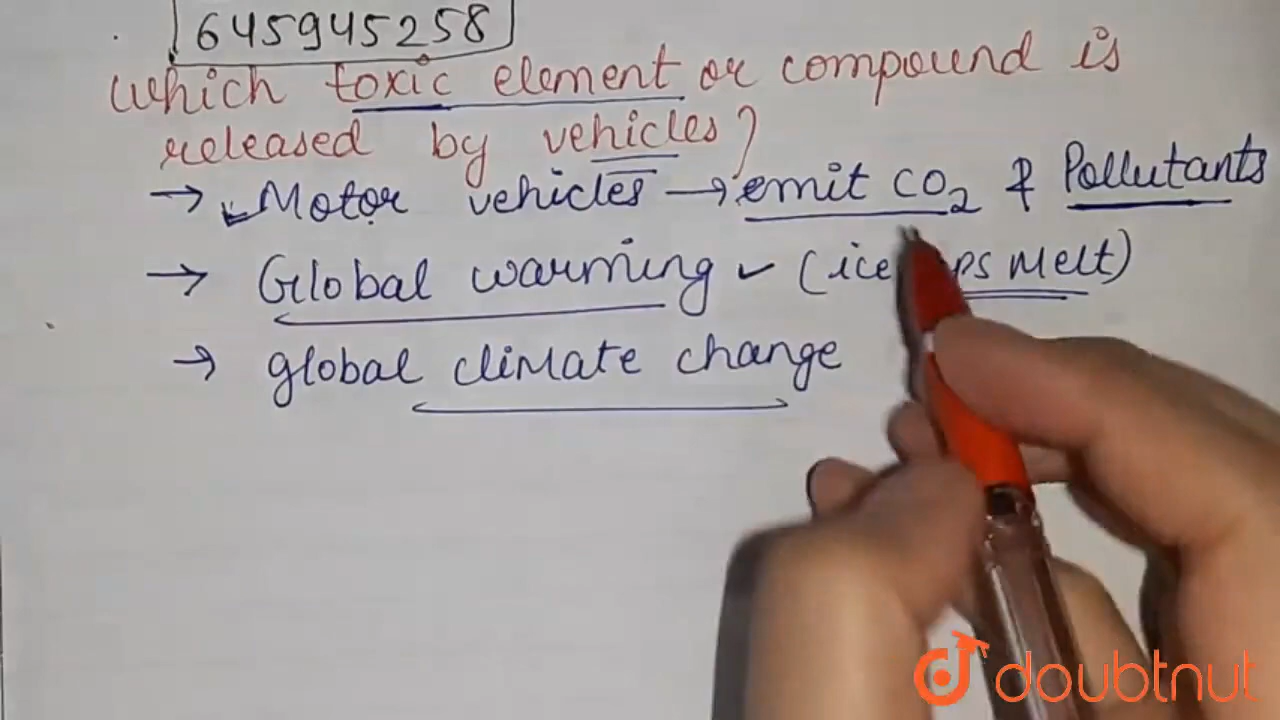 645945258
Which toxic element or compound is
released by vehicles?
→ Motor vehicles → emit CO2 & Pollutants
→ Global warming ✓ (ice Melt)
→ global climate change
doubtnut